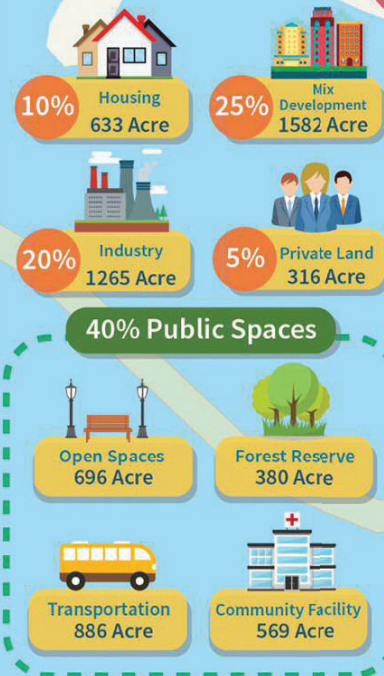 10%
Housing
633 Acre
25%
Mix
Development
1582 Acre
20%
Industry
1265 Acre
5%
Private Land
316 Acre
40% Public Spaces
Open Spaces
696 Acre
Forest Reserve
380 Acre
Transportation
886 Acre
Community Facility
569 Acre